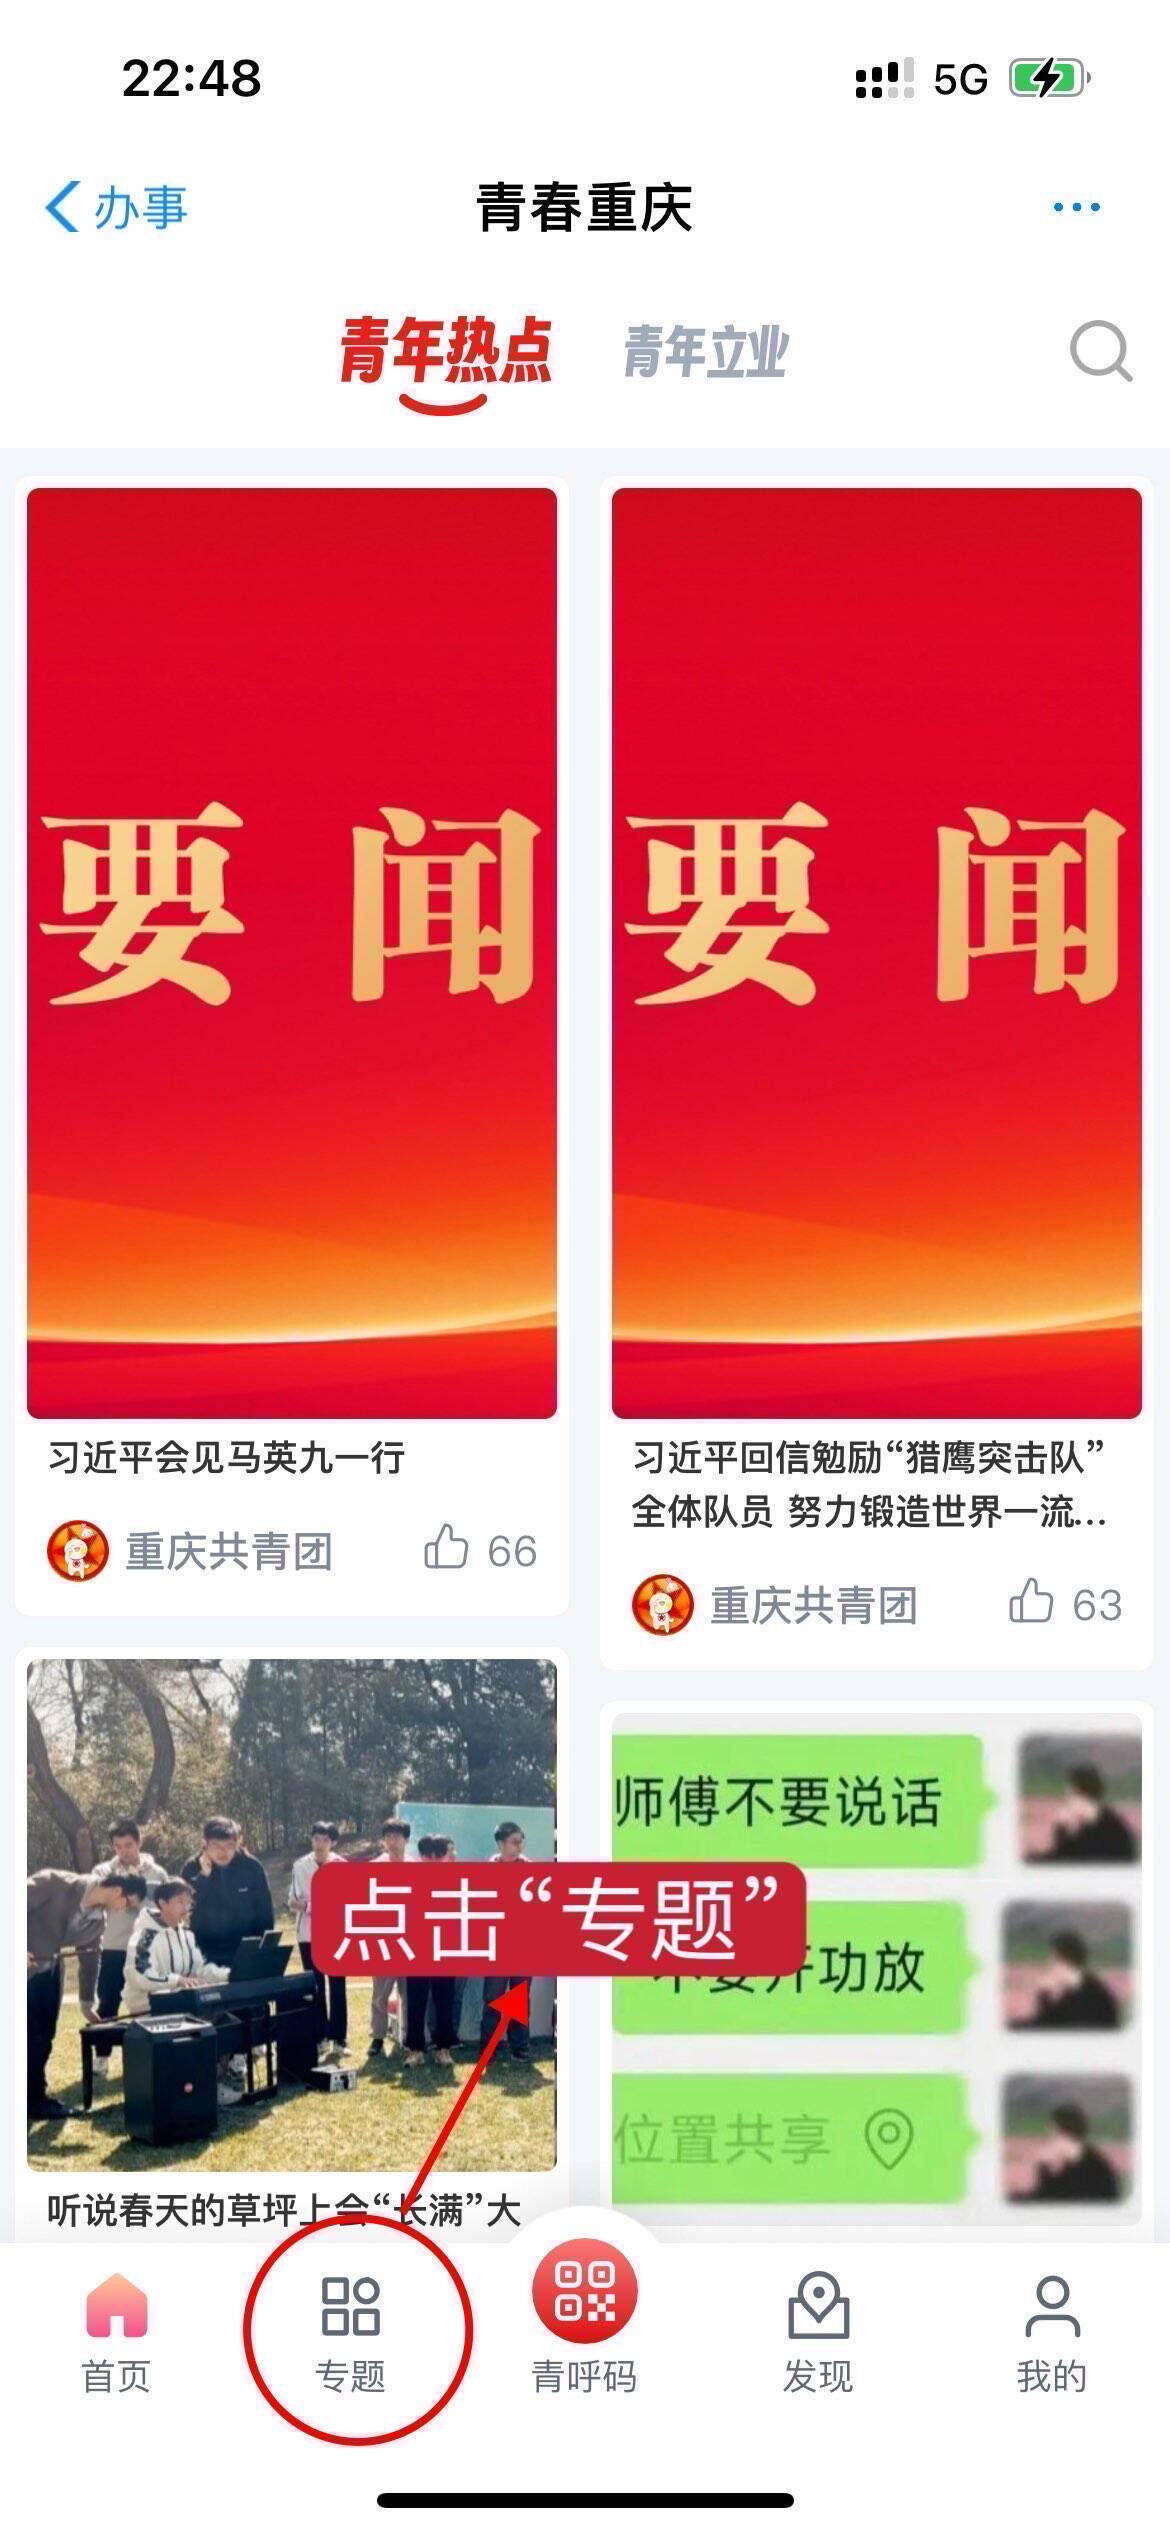 22:48
5G
办事
青春重庆
青年热点
青年立业
要闻
要闻
习近平会见马英九一行
重庆共青团
66
习近平回信勉励“猎鹰突击队”
全体队员 努力锻造世界一流...
重庆共青团
63
师傅不要说话
不要开功放
位置共享
点击“专题”
听说春天的草坪上会“长满”大
首页
专题
青呼码
发现
我的